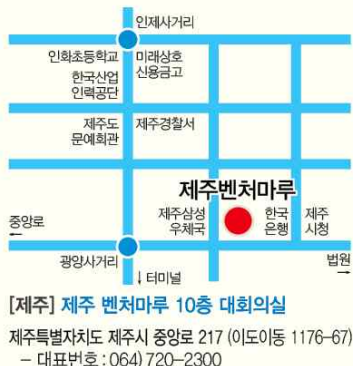 인제사거리
인화초등학교 미래상호
신용금고
한국산업
인력공단
제주도 제주경찰서
문예회관
제주벤처마루
중앙로 제주삼성 한국 제주
← 우체국 은행 시청
광양사거리 법원
→
↓터미널
[제주] 제주 벤처마루 10층 대회의실
제주특별자치도 제주시 중앙로 217 (이도이동 1176-67)
- 대표번호 : 064) 720-2300